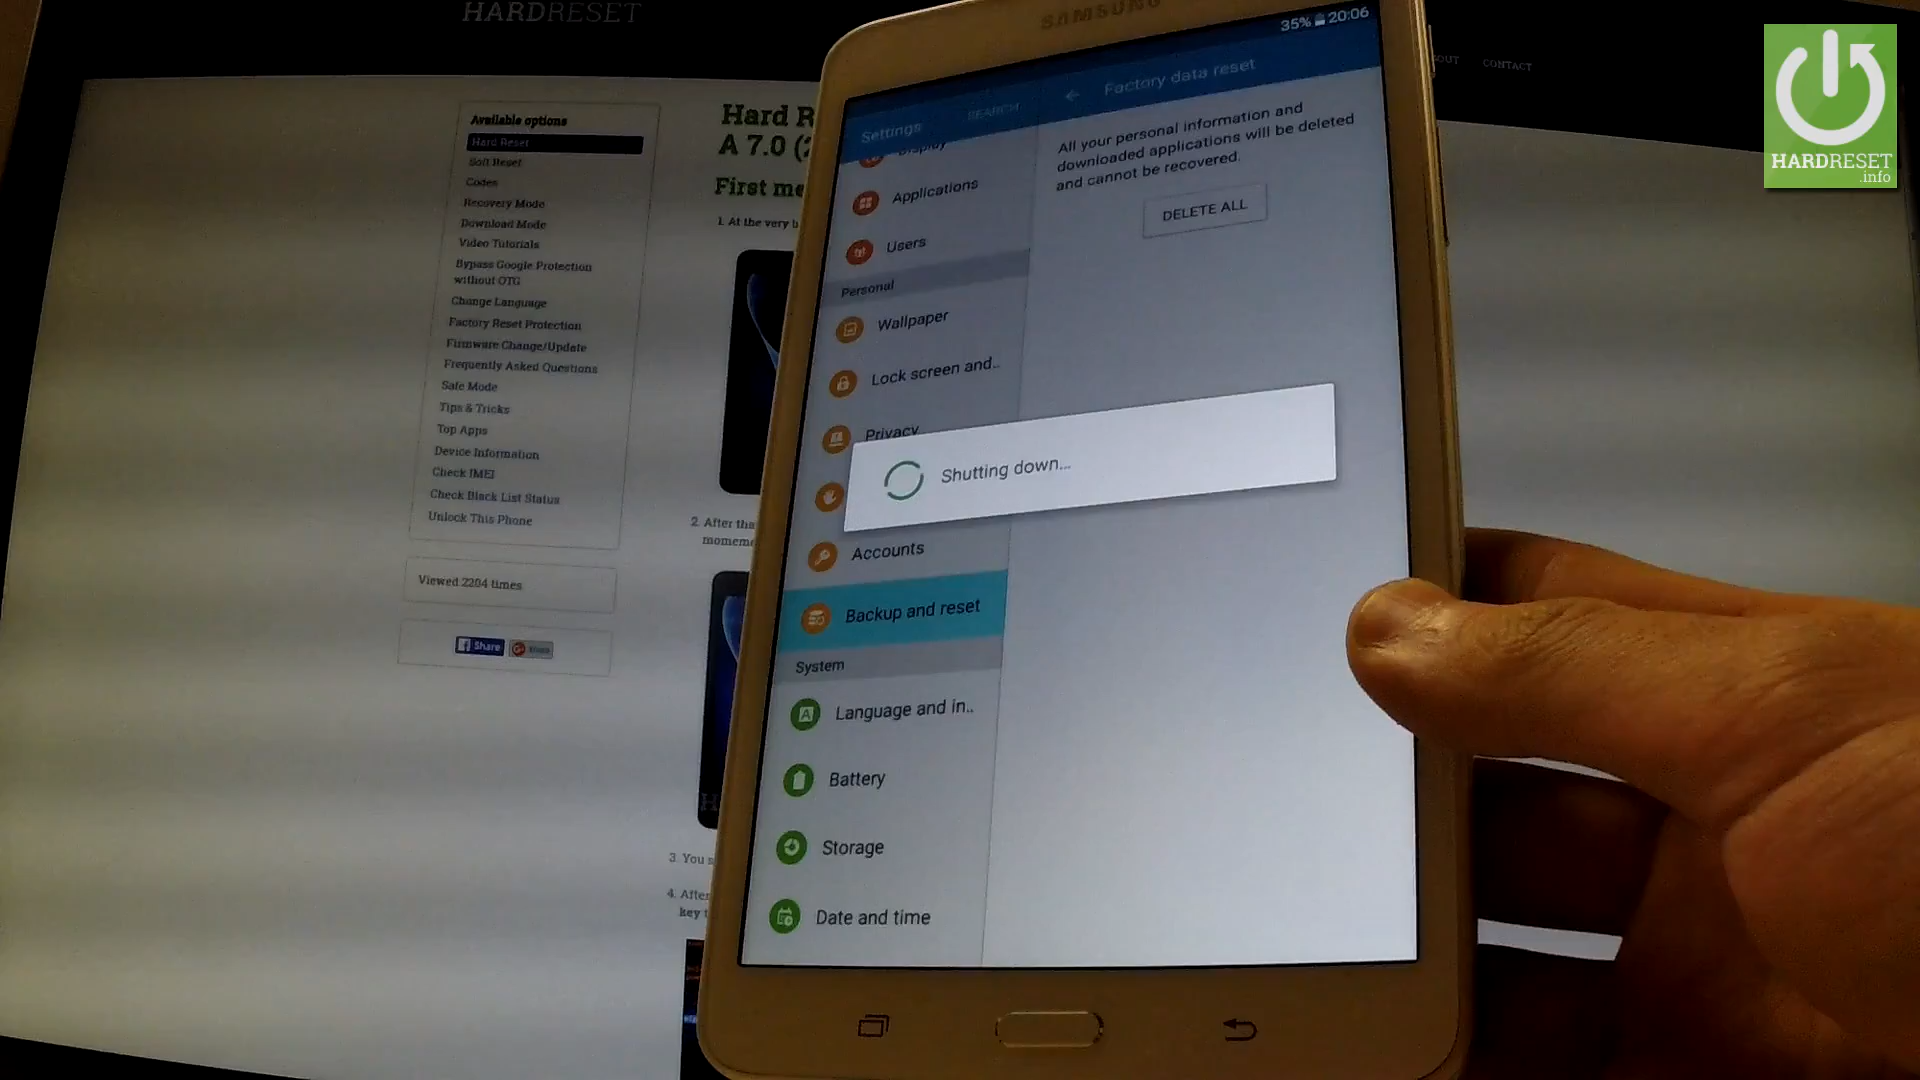 HARDRESET
CONTACT
Available options
Hard Reset
Soft Reset
Codes
Recovery Mode
Download Mode
Video Tutorials
Bypass Google Protection
without OTG
Change Language
Factory Reset Protection
Firmware Change/Update
Frequently Asked Questions
Safe Mode
Tips & Tricks
Top Apps
Device Information
Check IMEI
Check Black List Status
Unlock This Phone
Viewed 2204 times
Share
Hard R
A 7.0 (2
First me
1. At the very b
2. After tha
momeme
3. You s
4. After
key t
SAMSUNG
35% 20:06
Settings
SEARCH
Factory data reset
Display
Applications
Users
Personal
Wallpaper
Lock screen and..
Privacy
Accounts
Backup and reset
System
Language and in..
Battery
Storage
Date and time
All your personal information and
downloaded applications will be deleted
and cannot be recovered.
DELETE ALL
Shutting down...
HARDRESET
.info